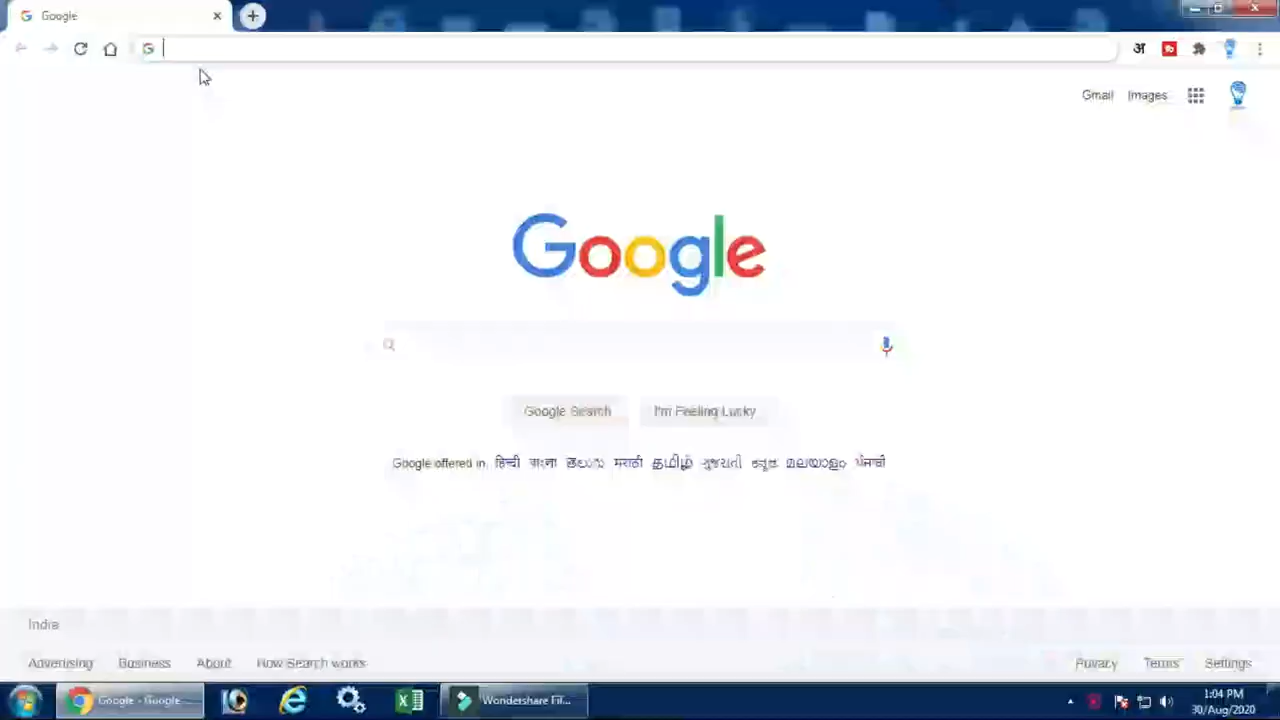 Google
Gmail Images
Google
Google Search I'm Feeling Lucky
Google offered in: हिन्दी বাংলা తెలుగు मराठी தமிழ் ગુજરાતી ಕನ್ನಡ മലയാളം ਪੰਜਾਬੀ
India
Advertising Business About How Search works
Privacy Terms Settings
Google - Google ... Wondershare Fil...
1:04 PM
30/Aug/2020